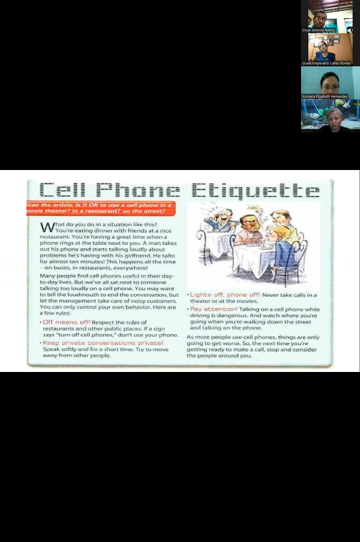 Cell Phone Etiquette
Scan the article. Is it OK to use a cell phone in a
movie theater? In a restaurant? on the street?
What do you do in a situation like this?
You're eating dinner with friends at a nice
restaurant. You're having a great time when a
phone rings at the table next to you. A man takes
out his phone and starts talking loudly about
problems he's having with his girlfriend. He talks
for almost ten minutes! This happens all the time
- on buses, in restaurants, everywhere!
Many people find cell phones useful in their day-
to-day lives. But we've all sat next to someone
talking too loudly on a cell phone. You may want
to tell the loudmouth to end the conversation, but
let the management take care of noisy customers.
You can only control your own behavior. Here are
a few rules:
• Off means off! Respect the rules of
restaurants and other public places. If a sign
says "turn off cell phones," don't use your phone.
• Keep private conversations private!
Speak softly and for a short time. Try to move
away from other people.
• Lights off, phone off! Never take calls in a
theater or at the movies.
• Pay attention! Talking on a cell phone while
driving is dangerous. And watch where you're
going when you're walking down the street
and talking on the phone.
As more people use cell phones, things are only
going to get worse. So, the next time you're
getting ready to make a call, stop and consider
the people around you.